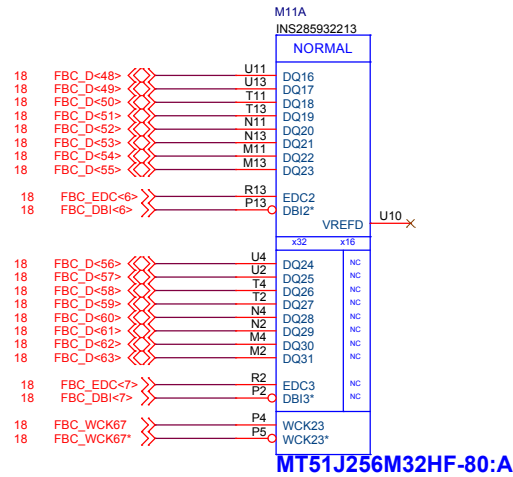 M11A
INS285932213
NORMAL
18 FBC_D<48> U11 DQ16
18 FBC_D<49> U13 DQ17
18 FBC_D<50> T11 DQ18
18 FBC_D<51> T13 DQ19
18 FBC_D<52> N11 DQ20
18 FBC_D<53> N13 DQ21
18 FBC_D<54> M11 DQ22
18 FBC_D<55> M13 DQ23
18 FBC_EDC<6> R13 EDC2
18 FBC_DBI<6> P13 DBI2*
VREFD U10
x32 x16
18 FBC_D<56> U4 DQ24 NC
18 FBC_D<57> U2 DQ25 NC
18 FBC_D<58> T4 DQ26 NC
18 FBC_D<59> T2 DQ27 NC
18 FBC_D<60> N4 DQ28 NC
18 FBC_D<61> N2 DQ29 NC
18 FBC_D<62> M4 DQ30 NC
18 FBC_D<63> M2 DQ31 NC
18 FBC_EDC<7> R2 EDC3 NC
18 FBC_DBI<7> P2 DBI3* NC
18 FBC_WCK67 P4 WCK23
18 FBC_WCK67* P5 WCK23*
MT51J256M32HF-80:A